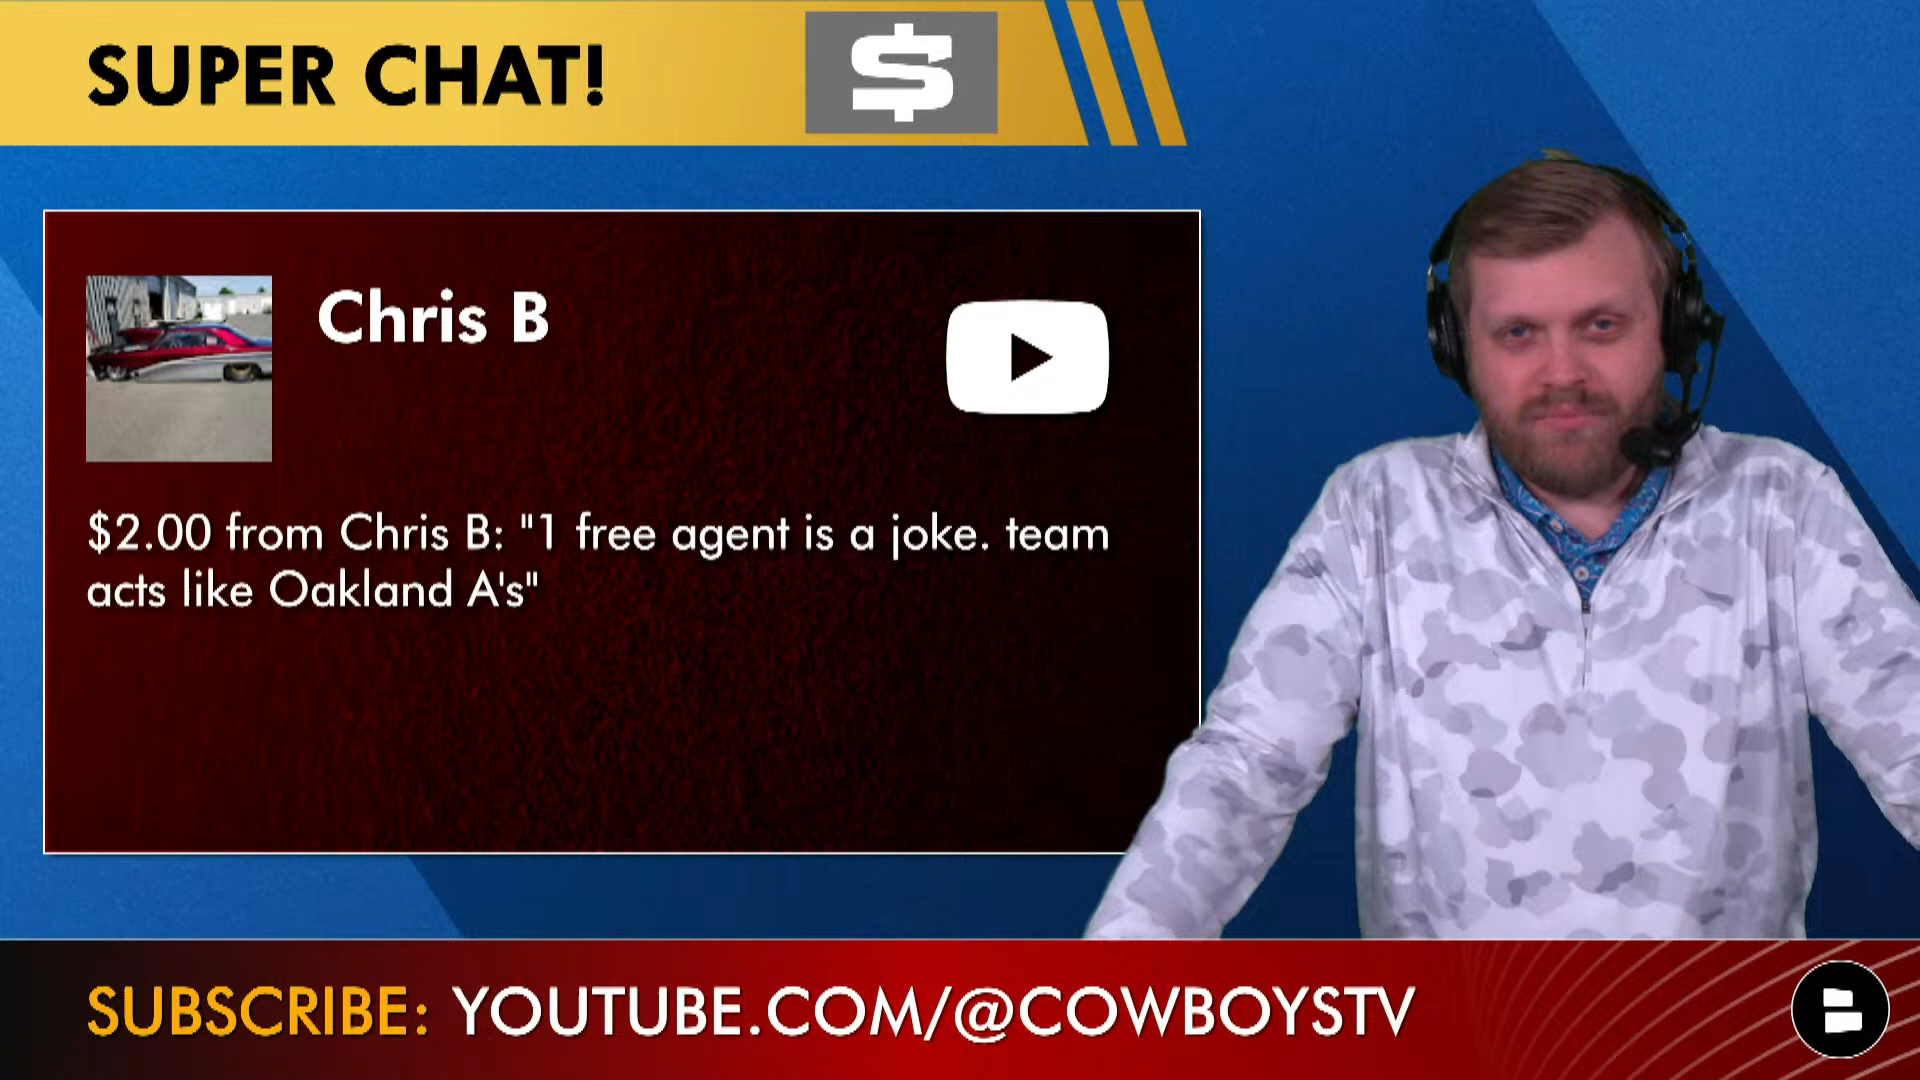 SUPER CHAT!
$
Chris B
$2.00 from Chris B: "1 free agent is a joke. team
acts like Oakland A's"
SUBSCRIBE: YOUTUBE.COM/@COWBOYSTV